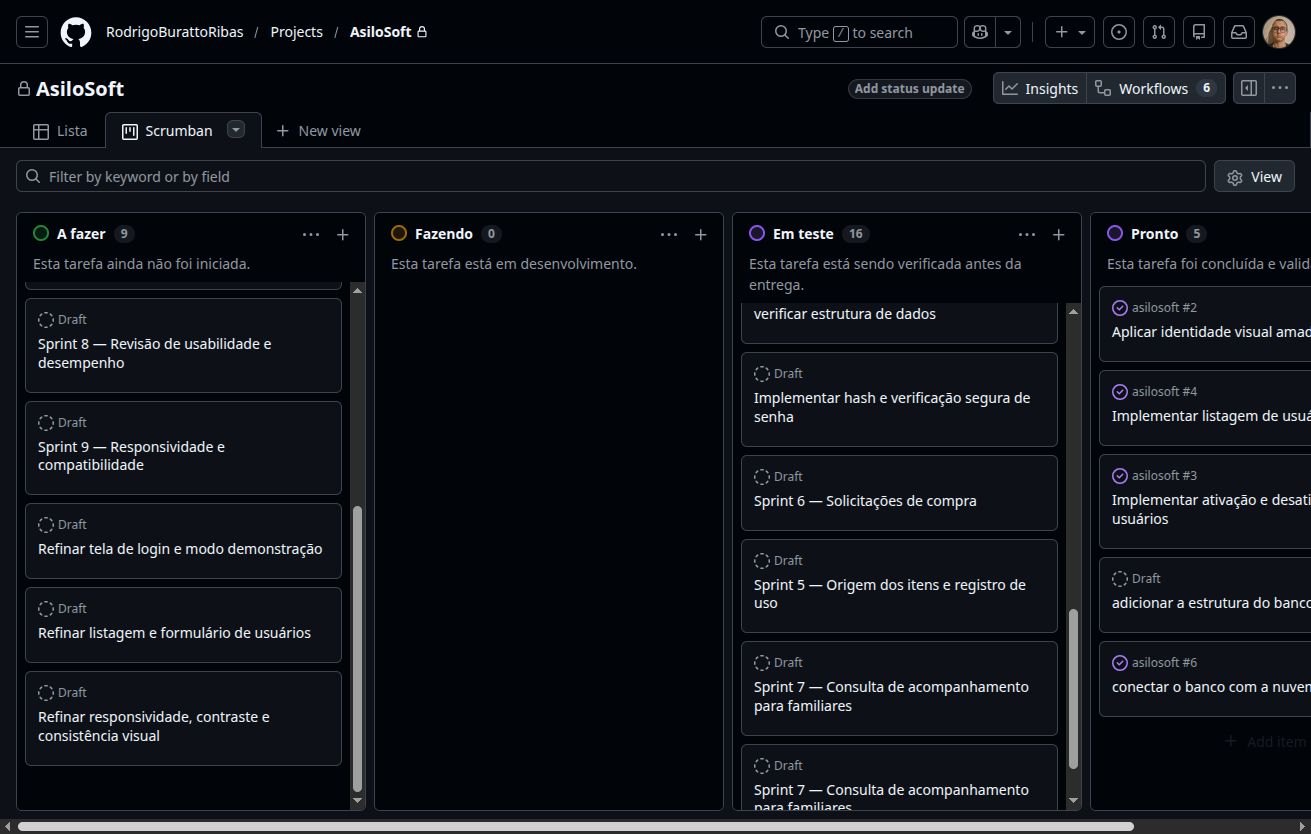 RodrigoBurattoRibas / Projects / AsiloSoft
Type / to search
AsiloSoft
Add status update
Insights
Workflows 6
Lista
Scrumban
New view
Filter by keyword or by field
View
A fazer 9
Esta tarefa ainda não foi iniciada.
Draft
Sprint 8 — Revisão de usabilidade e
desempenho
Draft
Sprint 9 — Responsividade e
compatibilidade
Draft
Refinar tela de login e modo demonstração
Draft
Refinar listagem e formulário de usuários
Draft
Refinar responsividade, contraste e
consistência visual
Fazendo 0
Esta tarefa está em desenvolvimento.
Em teste 16
Esta tarefa está sendo verificada antes da
entrega.
verificar estrutura de dados
Draft
Implementar hash e verificação segura de
senha
Draft
Sprint 6 — Solicitações de compra
Draft
Sprint 5 — Origem dos itens e registro de
uso
Draft
Sprint 7 — Consulta de acompanhamento
para familiares
Draft
Sprint 7 — Consulta de acompanhamento
para familiares
Pronto 5
Esta tarefa foi concluída e valid
asilosoft #2
Aplicar identidade visual amad
asilosoft #4
Implementar listagem de usuá
asilosoft #3
Implementar ativação e desati
usuários
Draft
adicionar a estrutura do banco
asilosoft #6
conectar o banco com a nuven
Add item